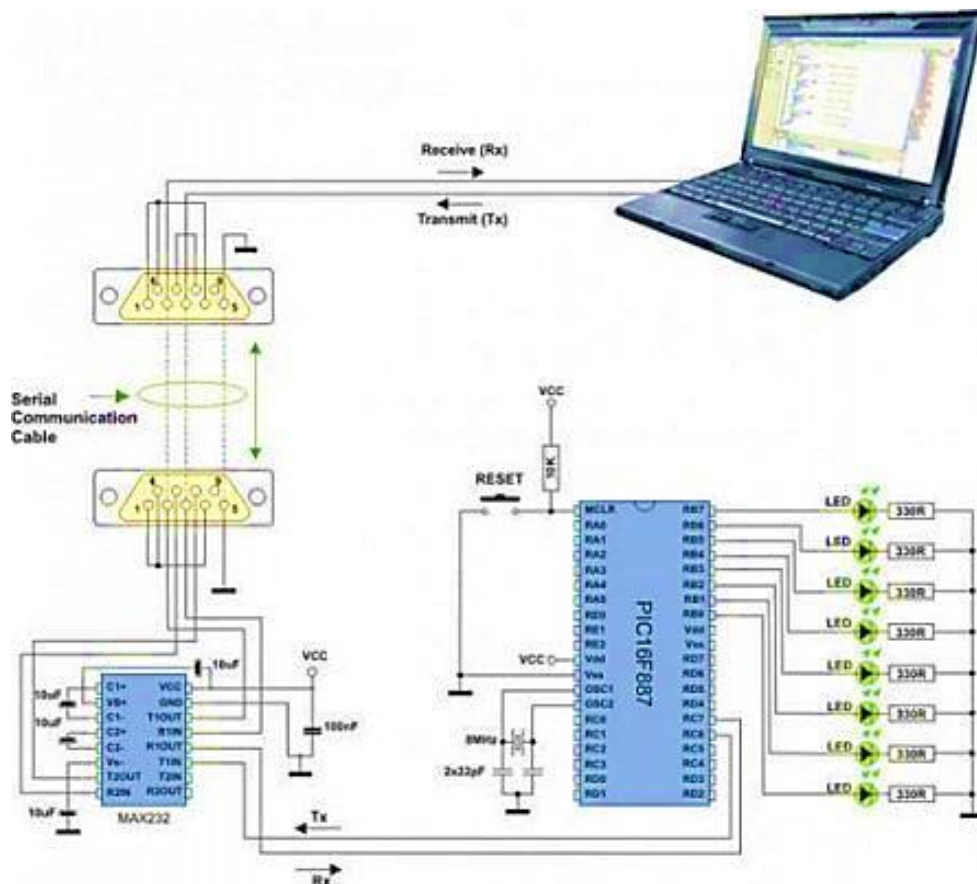 Receive (Rx)
Transmit (Tx)
1
5
Serial
Communication
Cable
1
VCC
10K
RESET
PIC16F887
MCLR
RA0
RA1
RA2
RA3
RA4
RA5
RE0
RE1
RE2
Vdd
Vss
OSC1
OSC2
RC0
RC1
RC2
RC3
RD0
RD1
RB7
RB6
RB5
RB4
RB3
RB2
RB1
RB0
Vdd
Vss
RD7
RD6
RD5
RD4
RC7
RC6
RC5
RC4
RD3
RD2
VCC
8MHz
2x22pF
LED
330R
LED
330R
LED
330R
LED
330R
LED
330R
LED
330R
LED
330R
LED
330R
10uF
VCC
10uF
10uF
100nF
10uF
C1+
VS+
C1-
C2+
C2-
Vs-
T2OUT
R2IN
VCC
GND
T1OUT
R1IN
R1OUT
T1IN
T2IN
R2OUT
MAX232
Tx
Rx